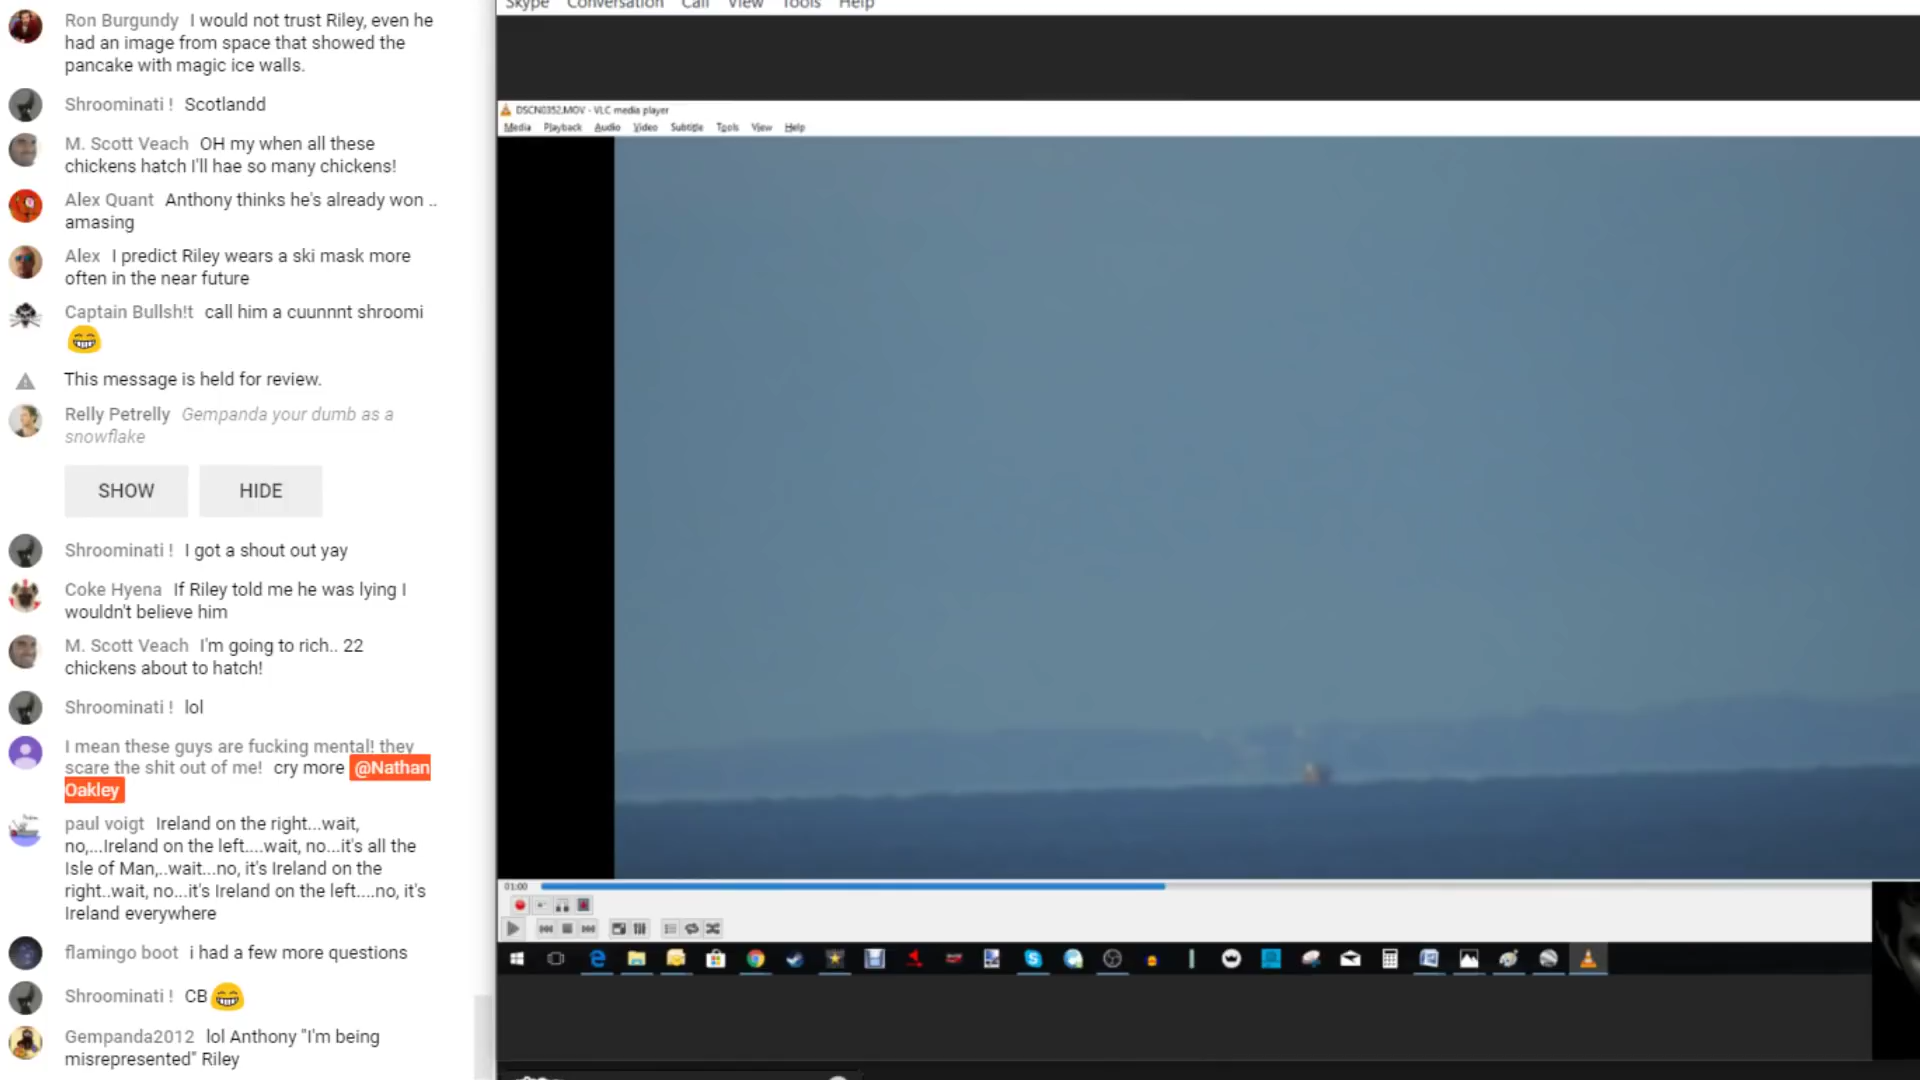 Ron Burgundy I would not trust Riley, even he
had an image from space that showed the
pancake with magic ice walls.
Shroominati ! Scotlandd
M. Scott Veach OH my when all these
chickens hatch I'll hae so many chickens!
Alex Quant Anthony thinks he's already won ..
amasing
Alex I predict Riley wears a ski mask more
often in the near future
Captain Bullsh!t call him a cuunnnt shroomi
This message is held for review.
Relly Petrelly Gempanda your dumb as a
snowflake
SHOW HIDE
Shroominati ! I got a shout out yay
Coke Hyena If Riley told me he was lying I
wouldn't believe him
M. Scott Veach I'm going to rich.. 22
chickens about to hatch!
Shroominati ! lol
I mean these guys are fucking mental! they
scare the shit out of me! cry more @Nathan
Oakley
paul voigt Ireland on the right...wait,
no,...Ireland on the left....wait, no...it's all the
Isle of Man,..wait...no, it's Ireland on the
right..wait, no...it's Ireland on the left....no, it's
Ireland everywhere
flamingo boot i had a few more questions
Shroominati ! CB
Gempanda2012 lol Anthony "I'm being
misrepresented" Riley
Skype Conversation Call View Tools Help
DSCN0352.MOV - VLC media player
Media Playback Audio Video Subtitle Tools View Help
01:00